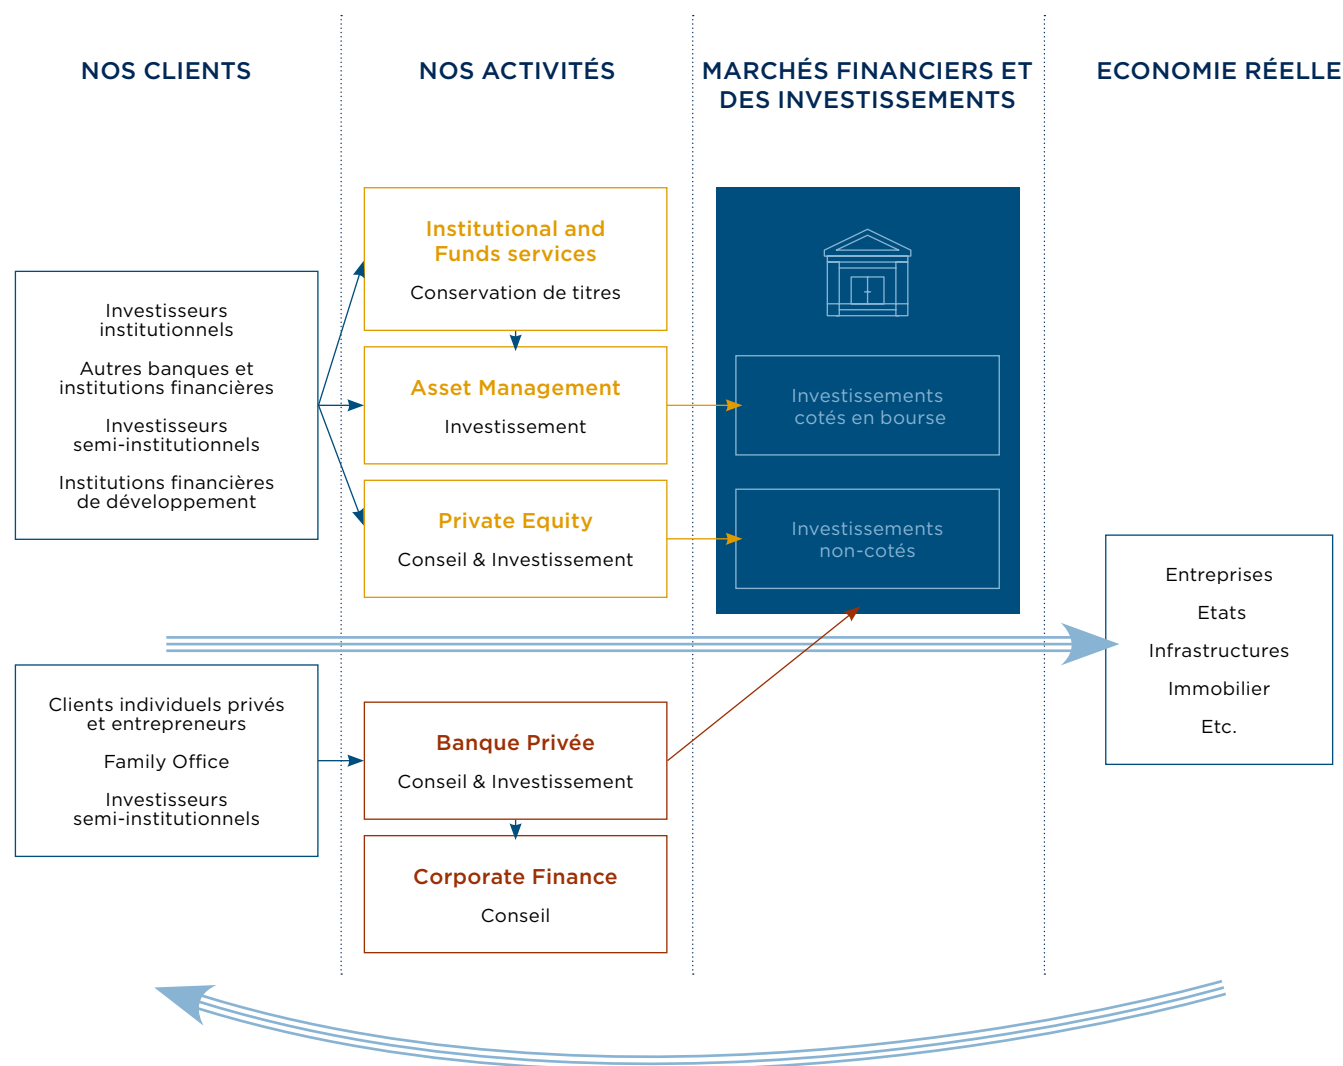 NOS CLIENTS
NOS ACTIVITÉS
MARCHÉS FINANCIERS ET
DES INVESTISSEMENTS
ECONOMIE RÉELLE
Investisseurs
institutionnels
Autres banques et
institutions financières
Investisseurs
semi-institutionnels
Institutions financières
de développement
Clients individuels privés
et entrepreneurs
Family Office
Investisseurs
semi-institutionnels
Institutional and
Funds services
Conservation de titres
Asset Management
Investissement
Private Equity
Conseil & Investissement
Banque Privée
Conseil & Investissement
Corporate Finance
Conseil
Investissements
cotés en bourse
Investissements
non-cotés
Entreprises
Etats
Infrastructures
Immobilier
Etc.